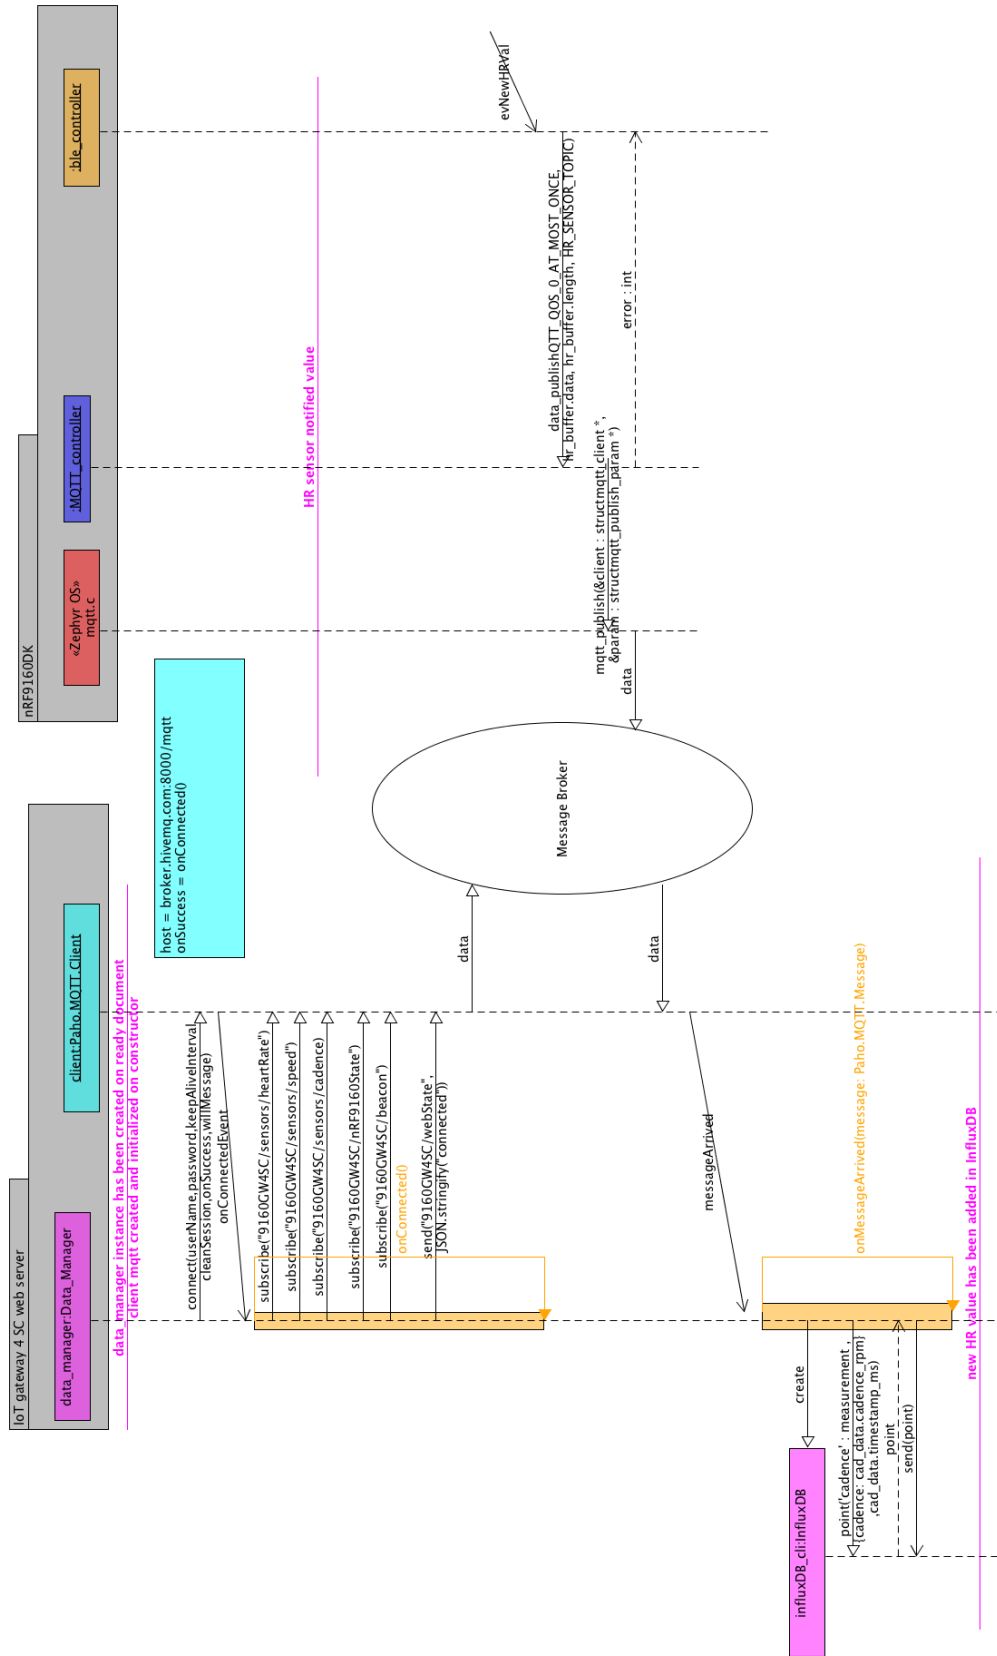 IoT gateway 4 SC web server
data_manager:Data_Manager
client:Paho.MQTT.Client
nRF9160DK
«Zephyr OS»
mqtt.c
:MQTT_controller
:ble_controller
data_manager instance has been created on ready document
client mqtt created and initialized on constructor
host = broker.hivemq.com:8000/mqtt
onSuccess = onConnected()
connect(userName,password,keepAliveInterval
cleanSession,onSuccess,willMessage)
onConnectedEvent
subscribe("9160GW4SC/sensors/heartRate")
subscribe("9160GW4SC/sensors/speed")
subscribe("9160GW4SC/sensors/cadence)
subscribe("9160GW4SC/nRF9160State")
subscribe("9160GW4SC/beacon")
onConnected()
send("9160GW4SC/webState",
JSON.stringify("connected"))
data
HR sensor notified value
evNewHRVal
data_publishQTT_QOS_0_AT_MOST_ONCE,
hr_buffer.data, hr_buffer.length, HR_SENSOR_TOPIC)
error : int
mqtt_publish(&client : structmqtt_client *,
&param : structmqtt_publish_param *)
data
Message Broker
data
messageArrived
onMessageArrived(message: Paho.MQTT.Message)
create
influxDB_cli:InfluxDB
point('cadence' : measurement ,
{cadence: cad_data.cadence_rpm}
,cad_data.timestamp_ms)
point
send(point)
new HR value has been added in InfluxDB